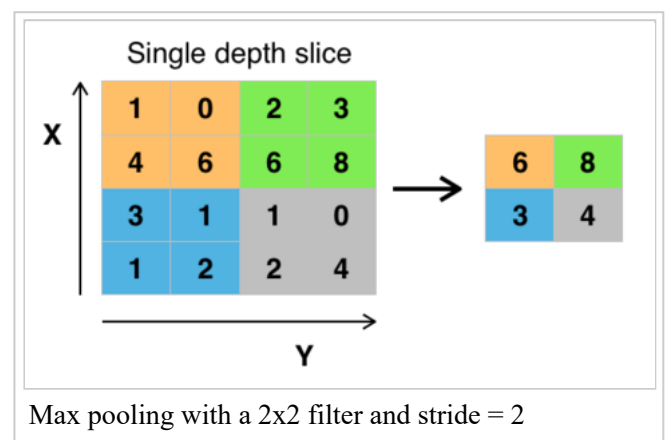 Single depth slice
X
1 0 2 3
4 6 6 8
3 1 1 0
1 2 2 4
6 8
3 4
Y
Max pooling with a 2x2 filter and stride = 2